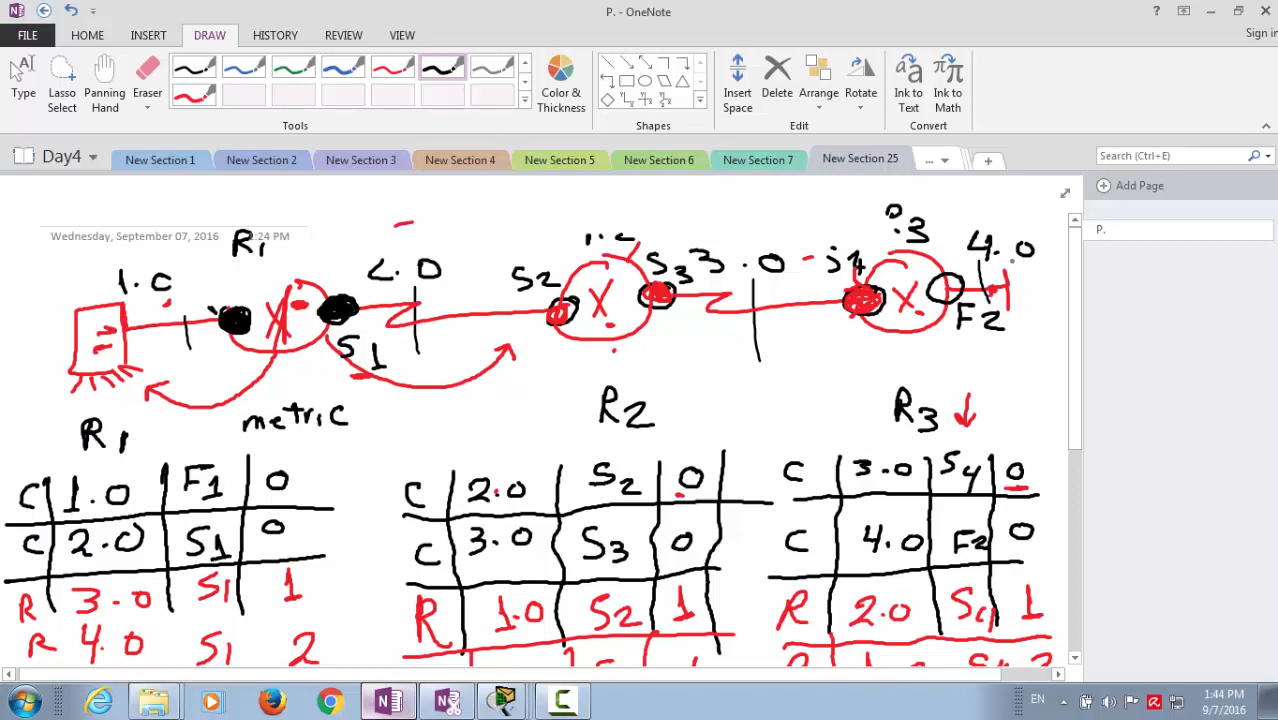 P. - OneNote
Sign in
FILE
HOME
INSERT
DRAW
HISTORY
REVIEW
VIEW
Type
Lasso Select
Panning Hand
Eraser
Color & Thickness
Insert Space
Delete
Arrange
Rotate
Ink to Text
Ink to Math
Tools
Shapes
Edit
Convert
Day4
New Section 1
New Section 2
New Section 3
New Section 4
New Section 5
New Section 6
New Section 7
New Section 25
...
Search (Ctrl+E)
Add Page
P.
Wednesday, September 07, 2016
:24 PM
R1
1.0
2.0
S1
S2
S3
3.0
S4
4.0
F2
metric
R1
R2
R3
C 1.0 F1 0
C 2.0 S1 0
R 3.0 S1 1
R 4.0 S1 2
C 2.0 S2 0
C 3.0 S3 0
R 1.0 S2 1
C 3.0 S4 0
C 4.0 F2 0
R 2.0 S4 1
EN
1:44 PM
9/7/2016